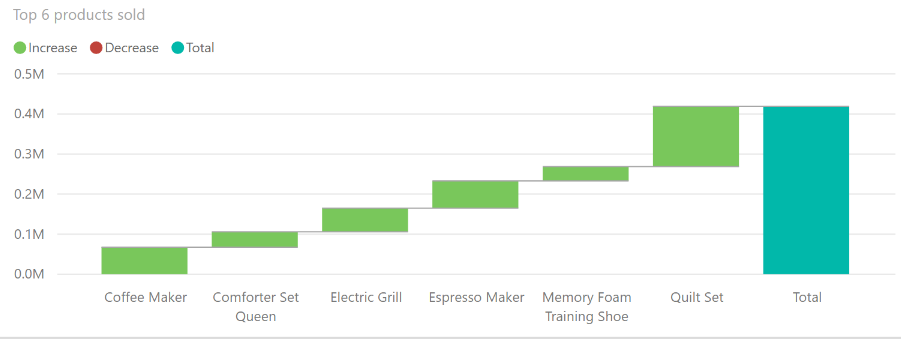 Top 6 products sold
Increase Decrease Total
0.5M
0.4M
0.3M
0.2M
0.1M
0.0M
Coffee Maker Comforter Set Electric Grill Espresso Maker Memory Foam Quilt Set Total
Queen Training Shoe